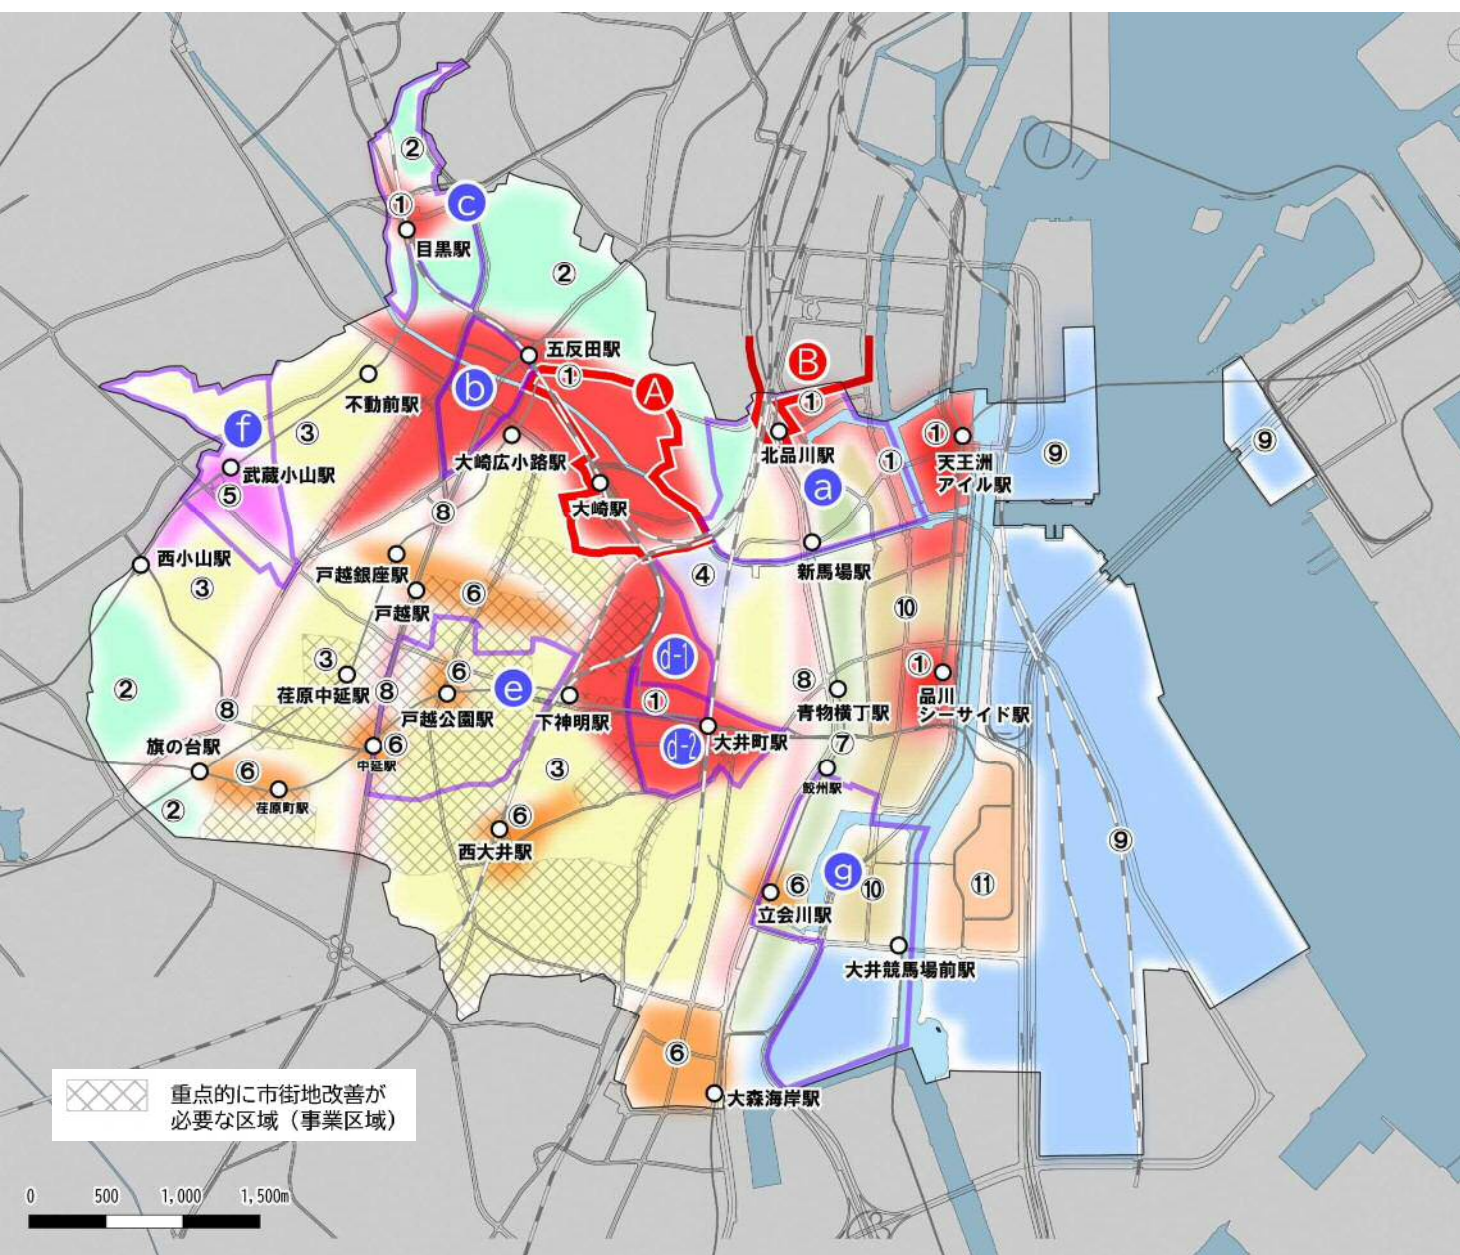 ②
①
c
目黒駅
②
五反田駅
①
B
A
①
b
不動前駅
f
③
北品川駅
①
天王洲
アイル駅
⑨
⑨
①
大崎広小路駅
武蔵小山駅
⑤
大崎駅
a
⑧
西小山駅
③
戸越銀座駅
戸越駅
⑥
④
新馬場駅
⑩
③
荏原中延駅
⑥
戸越公園駅
e
d-1
①
下神明駅
⑧
青物横丁駅
①
品川
シーサイド駅
②
⑧
⑧
旗の台駅
⑥
中延駅
⑥
荏原町駅
②
③
d-2
大井町駅
⑦
鮫州駅
⑥
西大井駅
⑥
立会川駅
g
⑩
⑪
⑨
大井競馬場前駅
⑥
大森海岸駅
重点的に市街地改善が
必要な区域（事業区域）
0 500 1,000 1,500m